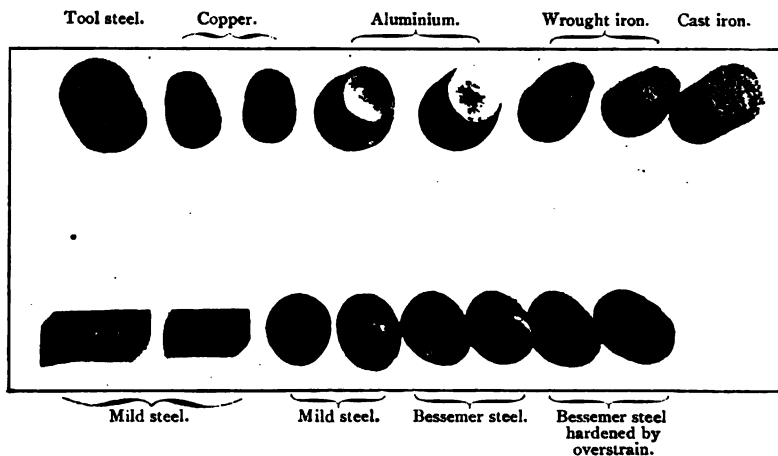 Tool steel.
Copper.
Aluminium.
Wrought iron.
Cast iron.
Mild steel.
Mild steel.
Bessemer steel.
Bessemer steel
hardened by
overstrain.